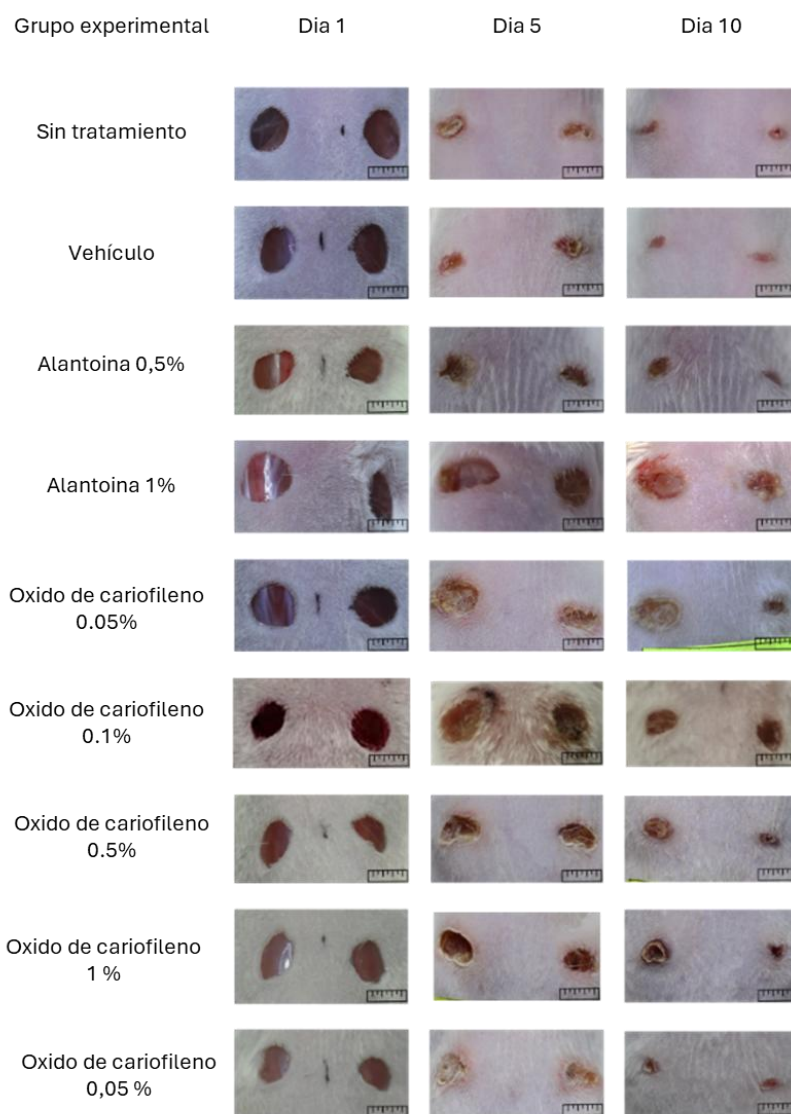 Grupo experimental Dia 1 Dia 5 Dia 10
Sin tratamiento
Vehículo
Alantoina 0,5%
Alantoina 1%
Oxido de cariofileno
0.05%
Oxido de cariofileno
0.1%
Oxido de cariofileno
0.5%
Oxido de cariofileno
1 %
Oxido de cariofileno
0,05 %